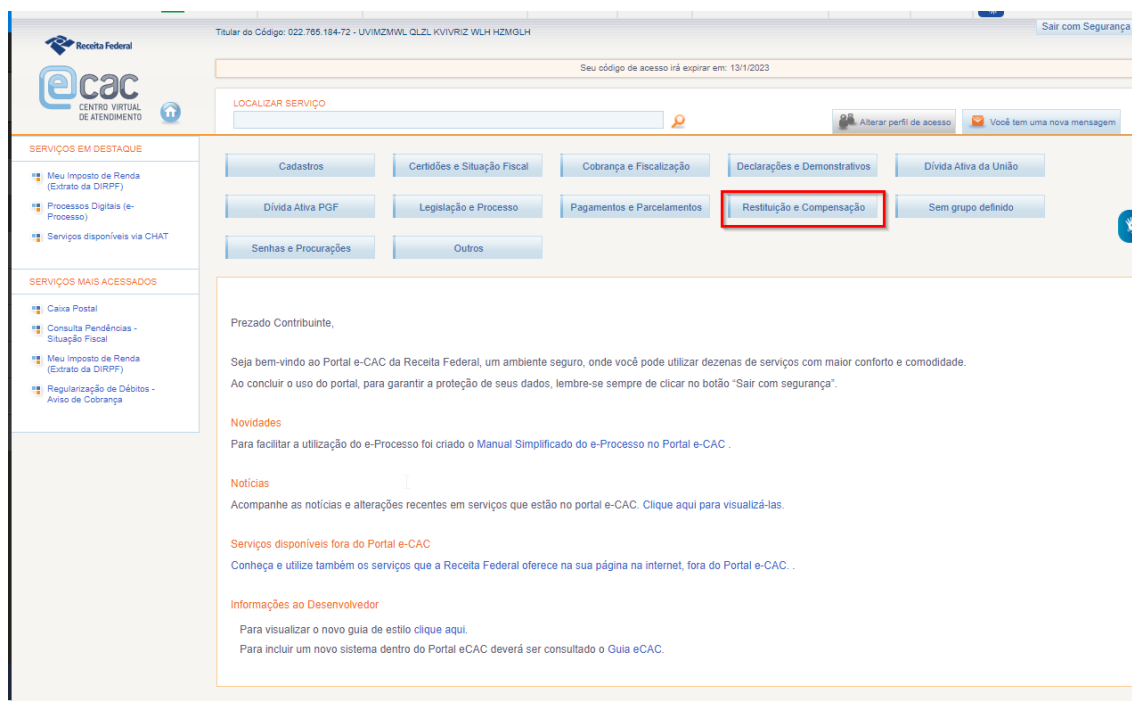 Receita Federal
Titular do Código: 022.765.184-72 - UVIMZMWL QLZL KVIVRIZ WLH HZMGLH
Sair com Segurança
Seu código de acesso irá expirar em: 13/1/2023
ecac
CENTRO VIRTUAL
DE ATENDIMENTO
LOCALIZAR SERVIÇO
Alterar perfil de acesso
Você tem uma nova mensagem
SERVIÇOS EM DESTAQUE
Meu Imposto de Renda
(Extrato da DIRPF)
Processos Digitais (e-
Processo)
Serviços disponíveis via CHAT
SERVIÇOS MAIS ACESSADOS
Caixa Postal
Consulta Pendências -
Situação Fiscal
Meu Imposto de Renda
(Extrato da DIRPF)
Regularização de Débitos -
Aviso de Cobrança
Cadastros
Certidões e Situação Fiscal
Cobrança e Fiscalização
Declarações e Demonstrativos
Dívida Ativa da União
Dívida Ativa PGF
Legislação e Processo
Pagamentos e Parcelamentos
Restituição e Compensação
Sem grupo definido
Senhas e Procurações
Outros
Prezado Contribuinte,
Seja bem-vindo ao Portal e-CAC da Receita Federal, um ambiente seguro, onde você pode utilizar dezenas de serviços com maior conforto e comodidade.
Ao concluir o uso do portal, para garantir a proteção de seus dados, lembre-se sempre de clicar no botão “Sair com segurança”.
Novidades
Para facilitar a utilização do e-Processo foi criado o Manual Simplificado do e-Processo no Portal e-CAC .
Notícias
Acompanhe as notícias e alterações recentes em serviços que estão no portal e-CAC. Clique aqui para visualizá-las.
Serviços disponíveis fora do Portal e-CAC
Conheça e utilize também os serviços que a Receita Federal oferece na sua página na internet, fora do Portal e-CAC. .
Informações ao Desenvolvedor
Para visualizar o novo guia de estilo clique aqui.
Para incluir um novo sistema dentro do Portal eCAC deverá ser consultado o Guia eCAC.